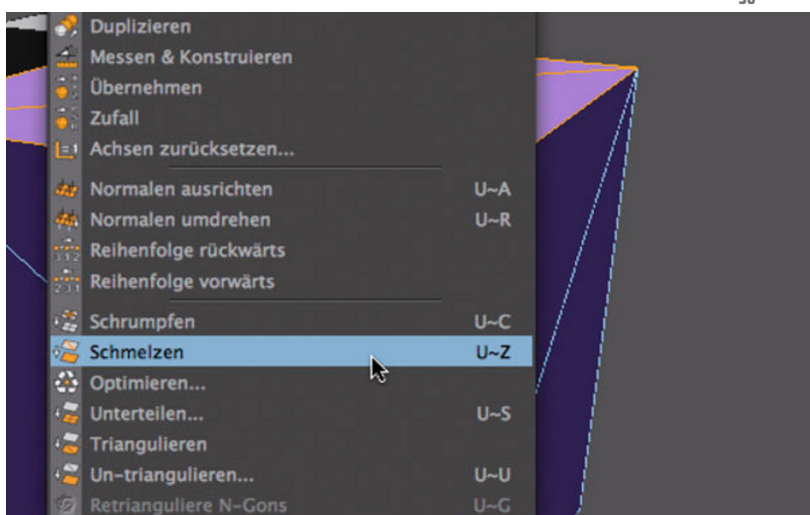 Duplizieren
Messen & Konstruieren
Übernehmen
Zufall
Achsen zurücksetzen...
Normalen ausrichten U~A
Normalen umdrehen U~R
Reihenfolge rückwärts
Reihenfolge vorwärts
Schrumpfen U~C
Schmelzen U~Z
Optimieren...
Unterteilen... U~S
Triangulieren
Un-triangulieren... U~U
Retrianguliere N-Gons U~G